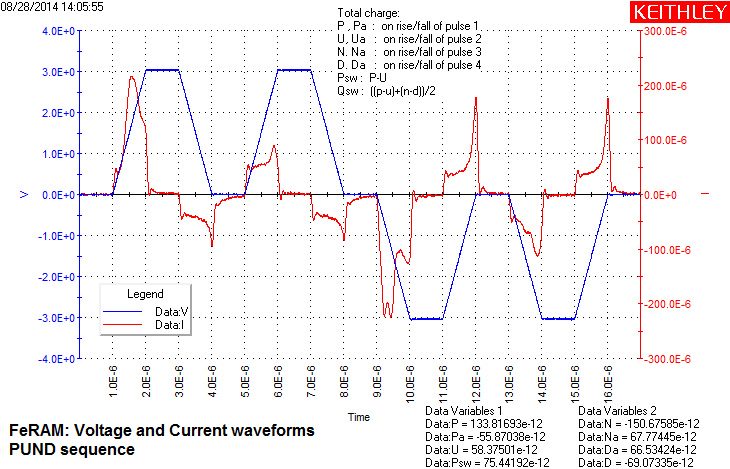 08/28/2014 14:05:55
KEITHLEY
Total charge:
P , Pa : on rise/fall of pulse 1
U, Ua : on rise/fall of pulse 2
N. Na : on rise/fall of pulse 3
D. Da : on rise/fall of pulse 4
Psw : P-U
Qsw : ((p-u)+(n-d))/2
4.0E+0
3.0E+0
2.0E+0
1.0E+0
0.0E+0
-1.0E+0
-2.0E+0
-3.0E+0
-4.0E+0
V
300.0E-6
200.0E-6
100.0E-6
0.0E+0
-100.0E-6
-200.0E-6
-300.0E-6
I
Legend
Data:V
Data:I
1.0E-6
2.0E-6
3.0E-6
4.0E-6
5.0E-6
6.0E-6
7.0E-6
8.0E-6
9.0E-6
10.0E-6
11.0E-6
12.0E-6
13.0E-6
14.0E-6
15.0E-6
16.0E-6
Time
FeRAM: Voltage and Current waveforms
PUND sequence
Data Variables 1
Data:P = 133.81693e-12
Data:Pa = -55.87038e-12
Data:U = 58.37501e-12
Data:Psw = 75.44192e-12
Data Variables 2
Data:N = -150.67585e-12
Data:Na = 67.77445e-12
Data:Da = 66.53424e-12
Data:D = -69.07335e-12